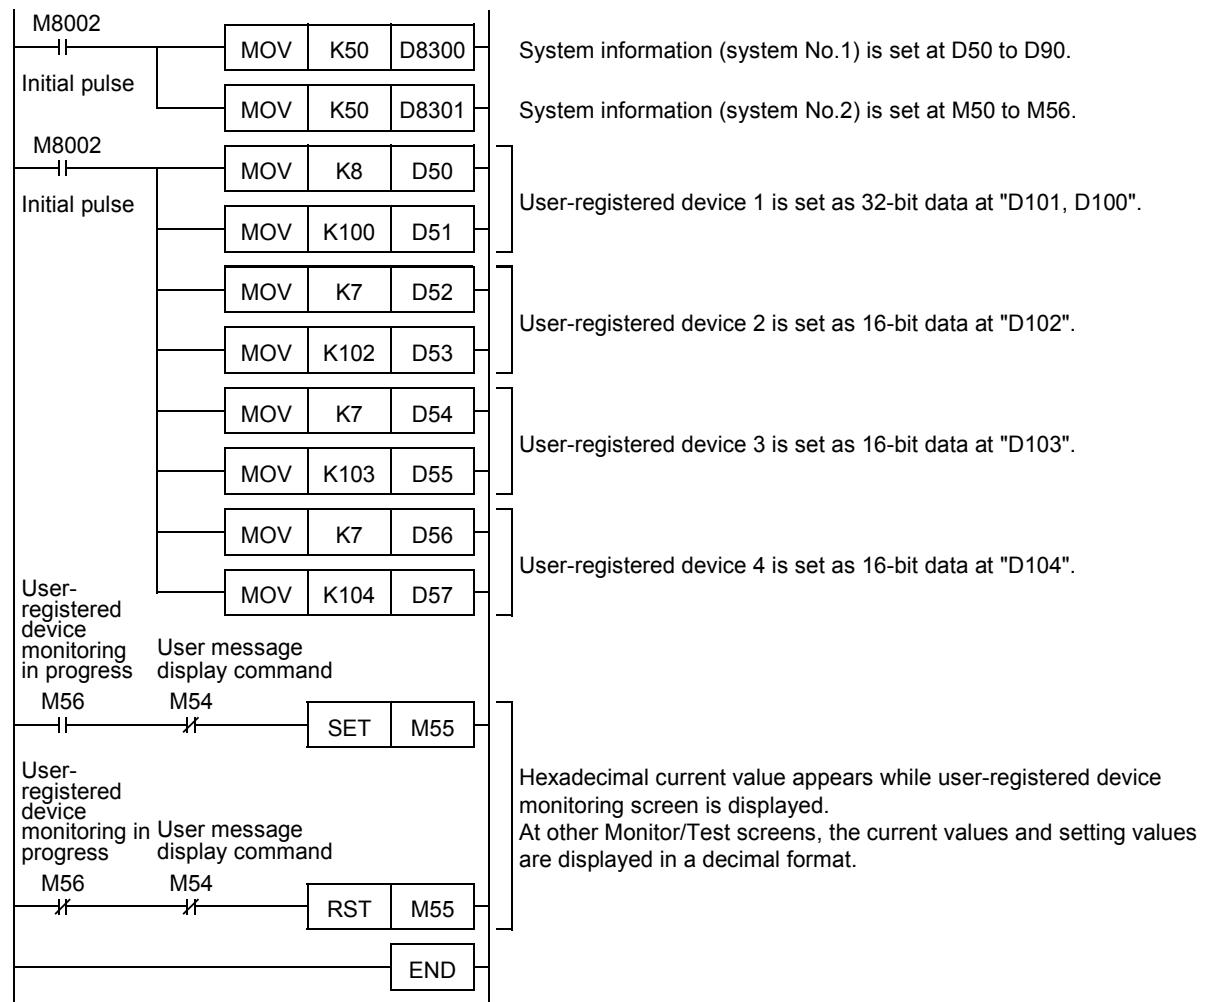 M8002
MOV K50 D8300
System information (system No.1) is set at D50 to D90.
Initial pulse
MOV K50 D8301
System information (system No.2) is set at M50 to M56.
M8002
MOV K8 D50
Initial pulse
User-registered device 1 is set as 32-bit data at "D101, D100".
MOV K100 D51
MOV K7 D52
User-registered device 2 is set as 16-bit data at "D102".
MOV K102 D53
MOV K7 D54
User-registered device 3 is set as 16-bit data at "D103".
MOV K103 D55
MOV K7 D56
User-registered device 4 is set as 16-bit data at "D104".
MOV K104 D57
User-
registered
device
monitoring
in progress
User message
display command
M56 M54
SET M55
User-
registered
device
monitoring in
progress
User message
display command
Hexadecimal current value appears while user-registered device
monitoring screen is displayed.
At other Monitor/Test screens, the current values and setting values
are displayed in a decimal format.
M56 M54
RST M55
END